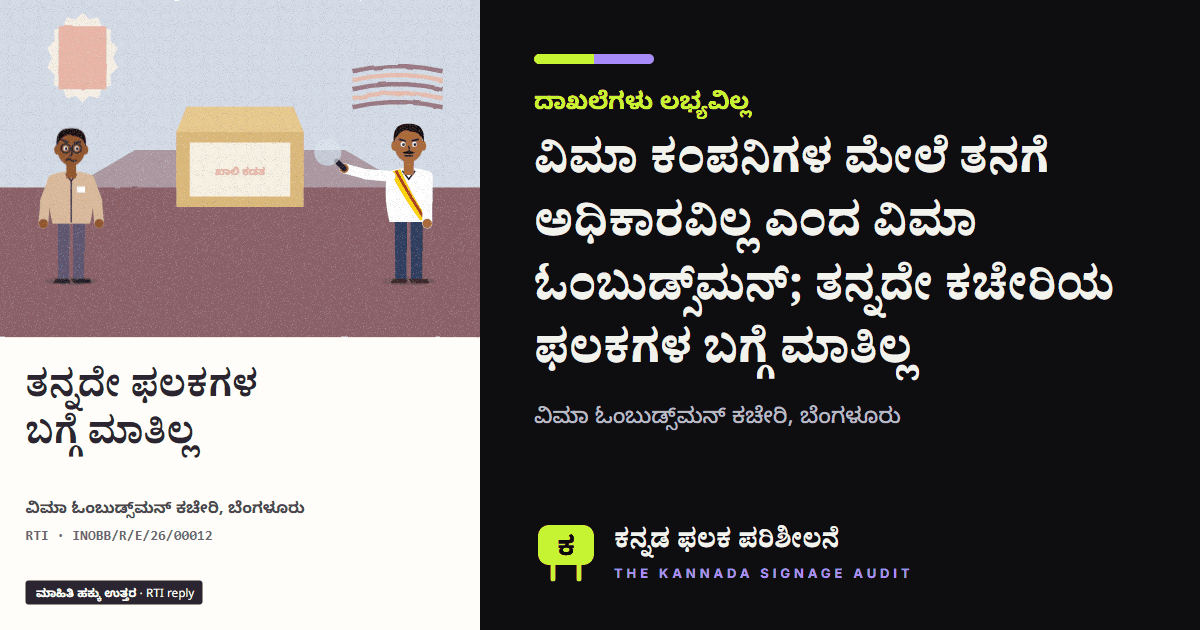 ಖಾಲಿ ಕಡತ
ತನ್ನದೇ ಫಲಕಗಳ
ಬಗ್ಗೆ ಮಾತಿಲ್ಲ
ವಿಮಾ ಓಂಬುಡ್ಸ್‌ಮನ್ ಕಚೇರಿ, ಬೆಂಗಳೂರು
RTI · INOBB/R/E/26/00012
ಮಾಹಿತಿ ಹಕ್ಕು ಉತ್ತರ · RTI reply
ದಾಖಲೆಗಳು ಲಭ್ಯವಿಲ್ಲ
ವಿಮಾ ಕಂಪನಿಗಳ ಮೇಲೆ ತನಗೆ
ಅಧಿಕಾರವಿಲ್ಲ ಎಂದ ವಿಮಾ
ಓಂಬುಡ್ಸ್‌ಮನ್; ತನ್ನದೇ ಕಚೇರಿಯ
ಫಲಕಗಳ ಬಗ್ಗೆ ಮಾತಿಲ್ಲ
ವಿಮಾ ಓಂಬುಡ್ಸ್‌ಮನ್ ಕಚೇರಿ, ಬೆಂಗಳೂರು
ಕ
ಕನ್ನಡ ಫಲಕ ಪರಿಶೀಲನೆ
THE KANNADA SIGNAGE AUDIT